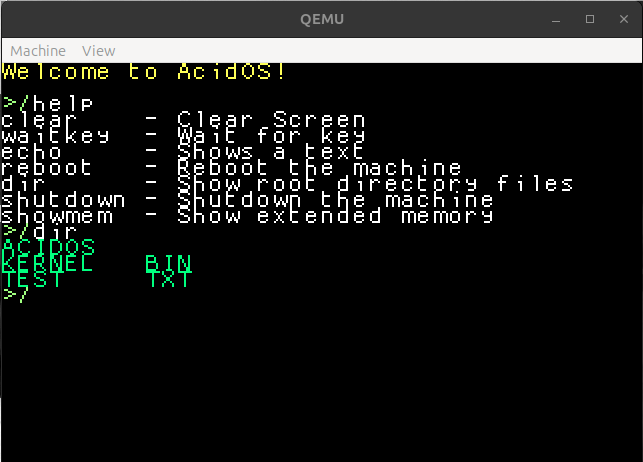 QEMU
Machine View
Welcome to AcidOS!
>/help
clear - Clear Screen
waitkey - Wait for key
echo - Shows a text
reboot - Reboot the machine
dir - Show root directory files
shutdown - Shutdown the machine
showmem - Show extended memory
>/dir
ACIDOS
KERNEL BIN
TEST TXT
>/